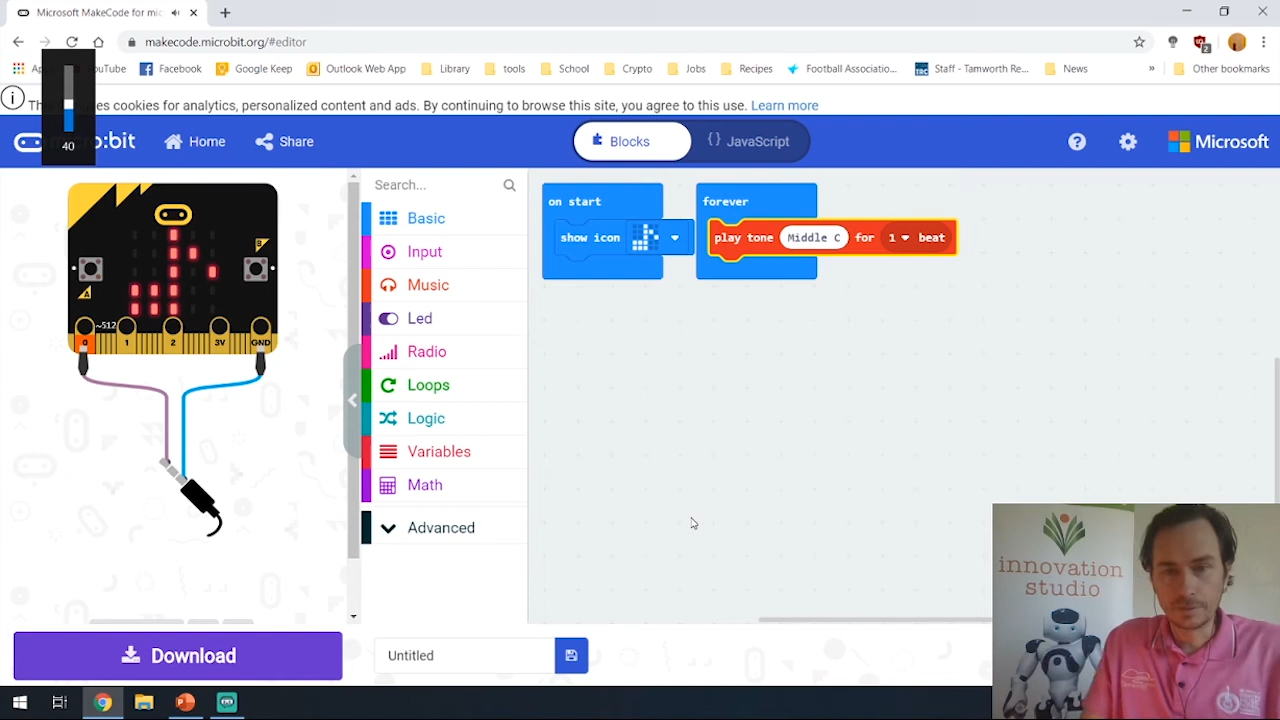 Microsoft MakeCode for mic
makecode.microbit.org/#editor
2
Ap
YouTube
Facebook
Google Keep
Outlook Web App
Library
tools
School
Crypto
Jobs
Recipes
Football Associatio...
TRC
Staff - Tamworth Re...
News
»
Other bookmarks
Th
es cookies for analytics, personalized content and ads. By continuing to browse this site, you agree to this use. Learn more
40
m
o:bit
Home
Share
Blocks
{ } JavaScript
?
Microsoft
A
B
~512
0 1 2 3V GND
Search...
Basic
Input
Music
Led
Radio
Loops
Logic
Variables
Math
Advanced
on start
show icon
forever
play tone Middle C for 1 beat
Download
Untitled
innovation
studio